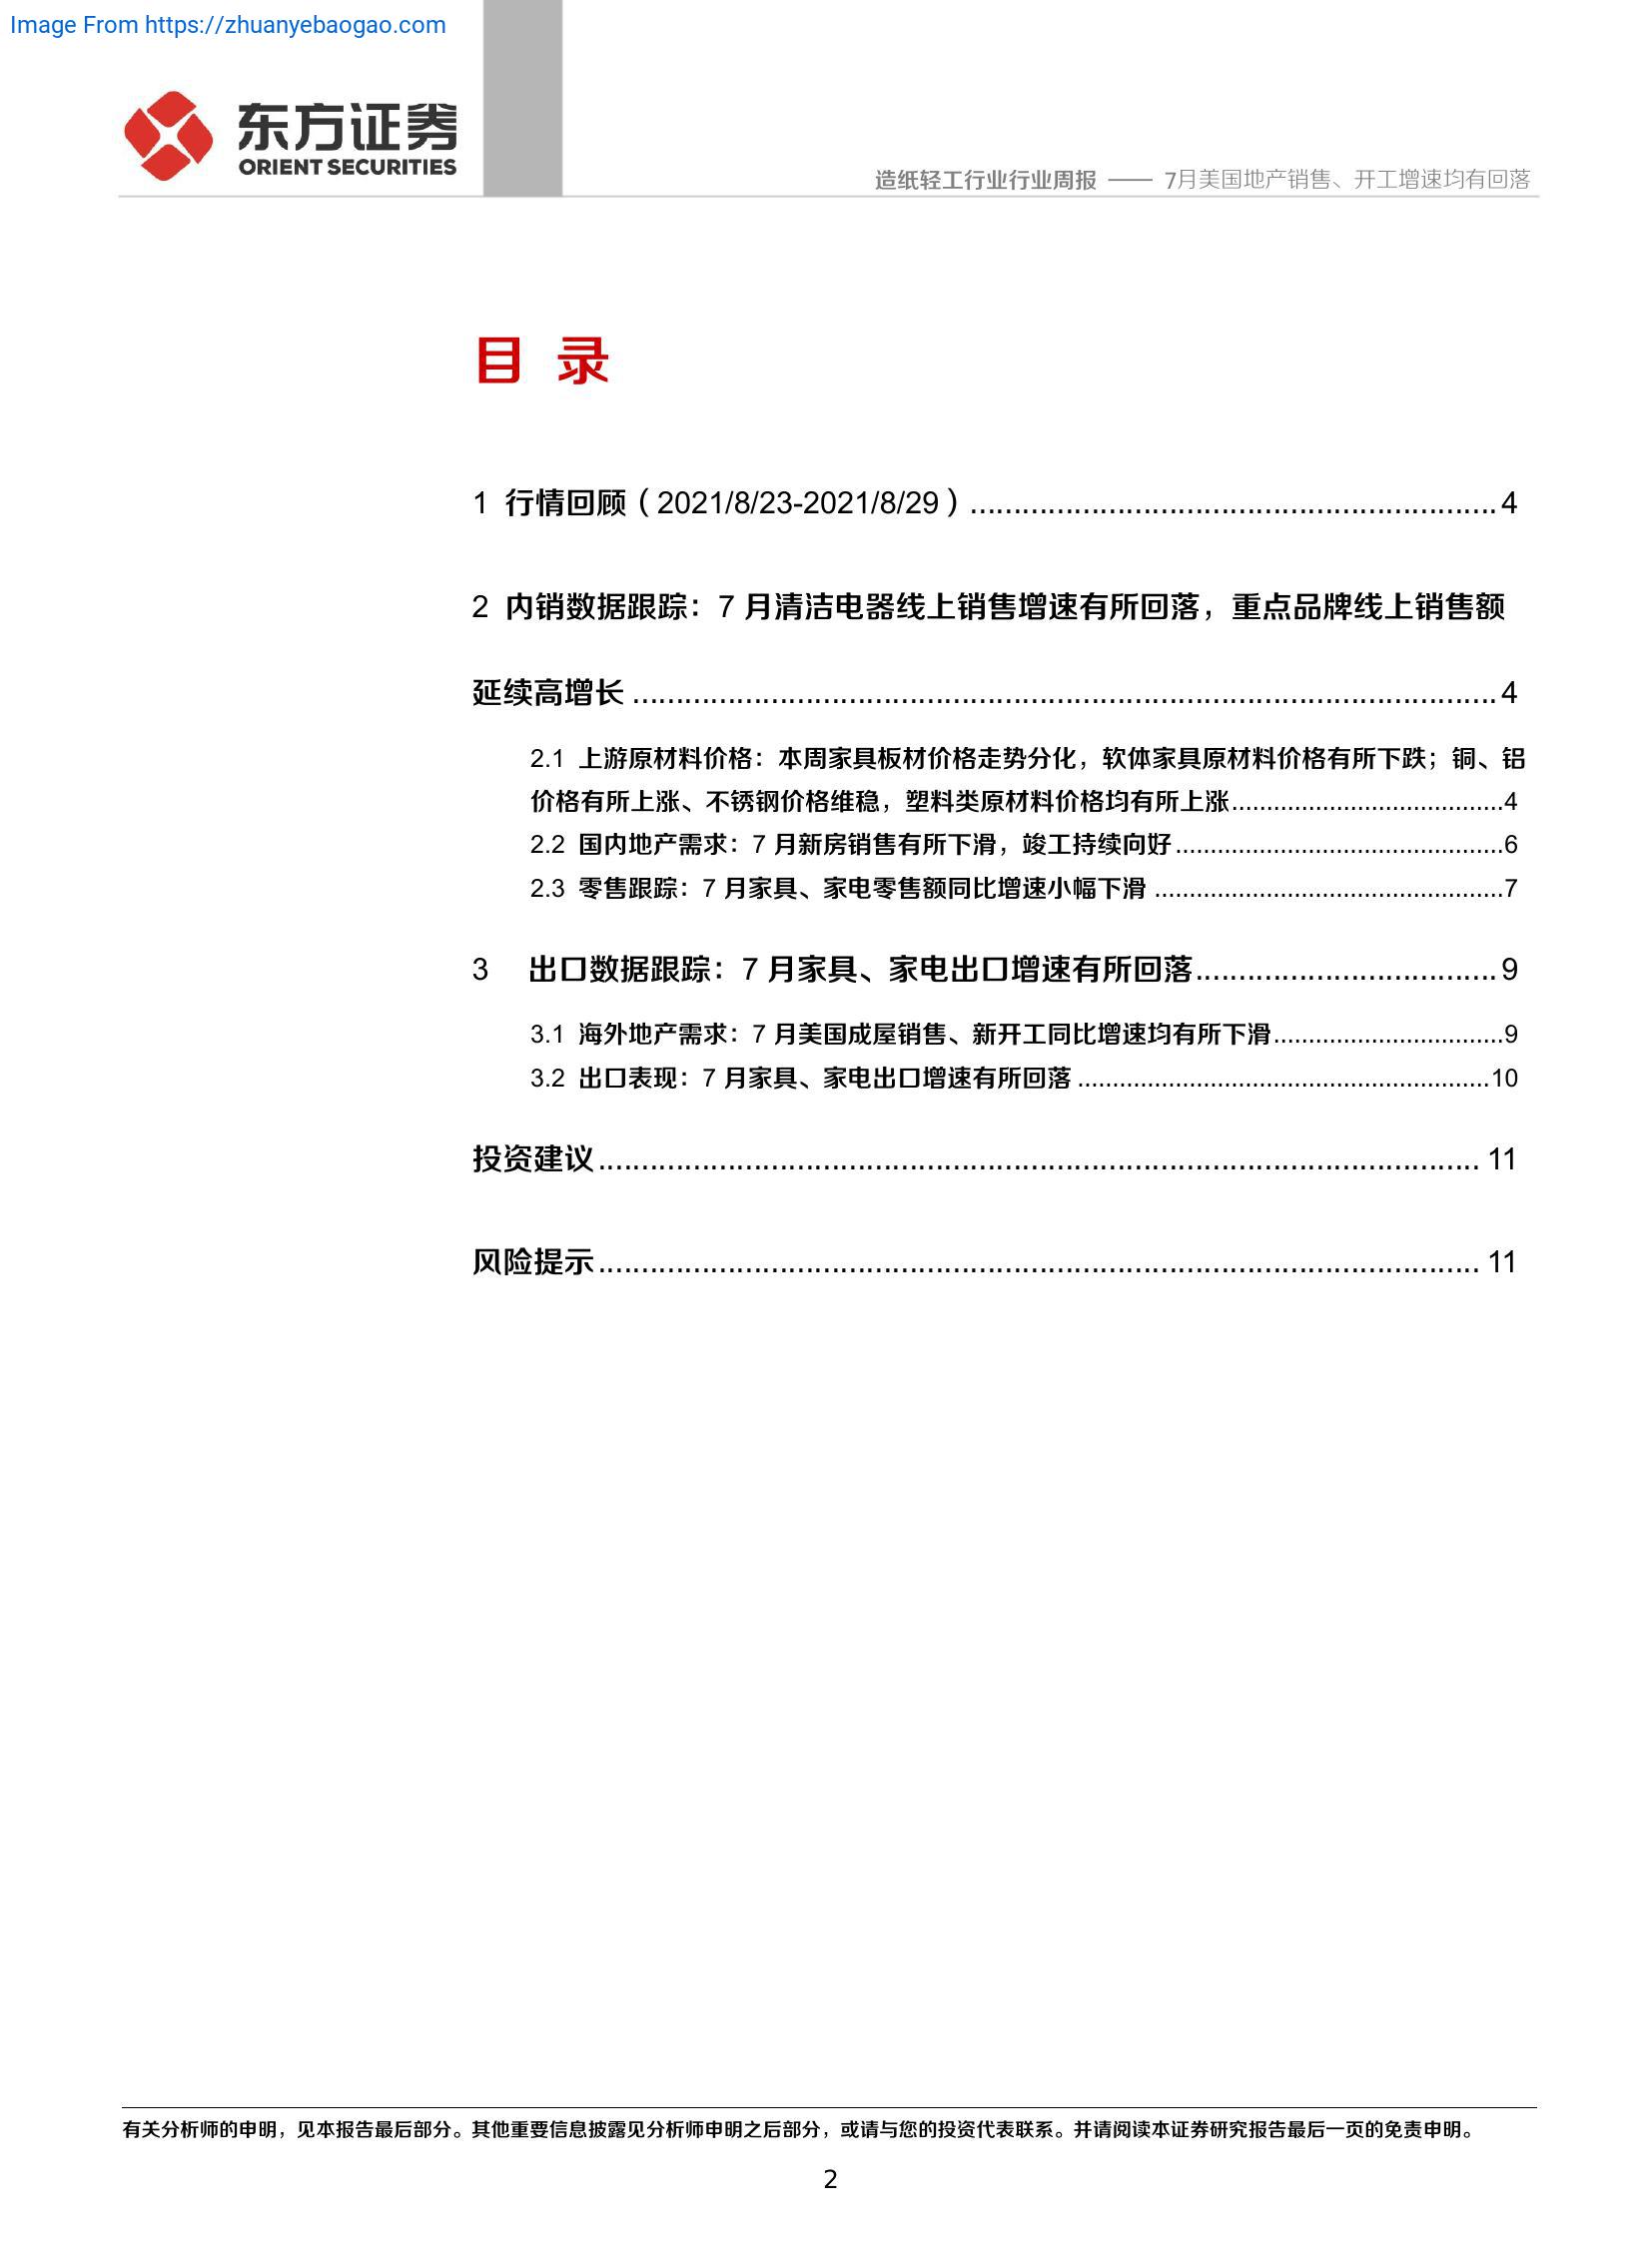 Image From https://zhuanyebaogao.com
东方证券
ORIENT SECURITIES
造纸轻工行业行业周报 —— 7月美国地产销售、开工增速均有回落
目 录
1 行情回顾（2021/8/23-2021/8/29）.............................................................4
2 内销数据跟踪：7 月清洁电器线上销售增速有所回落，重点品牌线上销售额
延续高增长....................................................................................................4
2.1 上游原材料价格：本周家具板材价格走势分化，软体家具原材料价格有所下跌；铜、铝
价格有所上涨、不锈钢价格维稳，塑料类原材料价格均有所上涨.......................................4
2.2 国内地产需求：7 月新房销售有所下滑，竣工持续向好...............................................6
2.3 零售跟踪：7 月家具、家电零售额同比增速小幅下滑..................................................7
3 出口数据跟踪：7 月家具、家电出口增速有所回落...................................9
3.1 海外地产需求：7 月美国成屋销售、新开工同比增速均有所下滑.................................9
3.2 出口表现：7 月家具、家电出口增速有所回落...........................................................10
投资建议......................................................................................................11
风险提示......................................................................................................11
有关分析师的申明，见本报告最后部分。其他重要信息披露见分析师申明之后部分，或请与您的投资代表联系。并请阅读本证券研究报告最后一页的免责申明。
2